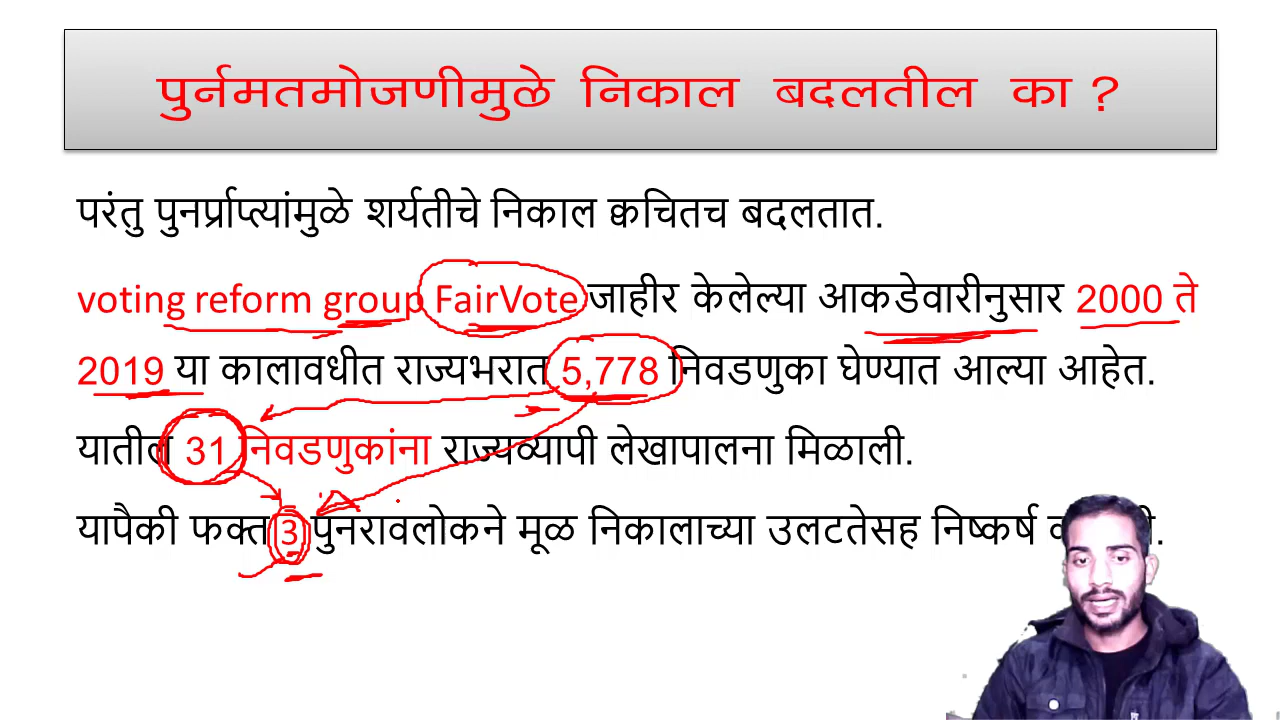 पुर्नमतमोजणीमुळे निकाल बदलतील का ?
परंतु पुनर्प्राप्त्यांमुळे शर्यतीचे निकाल क्वचितच बदलतात.
voting reform group FairVote जाहीर केलेल्या आकडेवारीनुसार 2000 ते
2019 या कालावधीत राज्यभरात 5,778 निवडणुका घेण्यात आल्या आहेत.
यातील 31 निवडणुकांना राज्यव्यापी लेखापालना मिळाली.
यापैकी फक्त 3 पुनरावलोकने मूळ निकालाच्या उलटतेसह निष्कर्ष